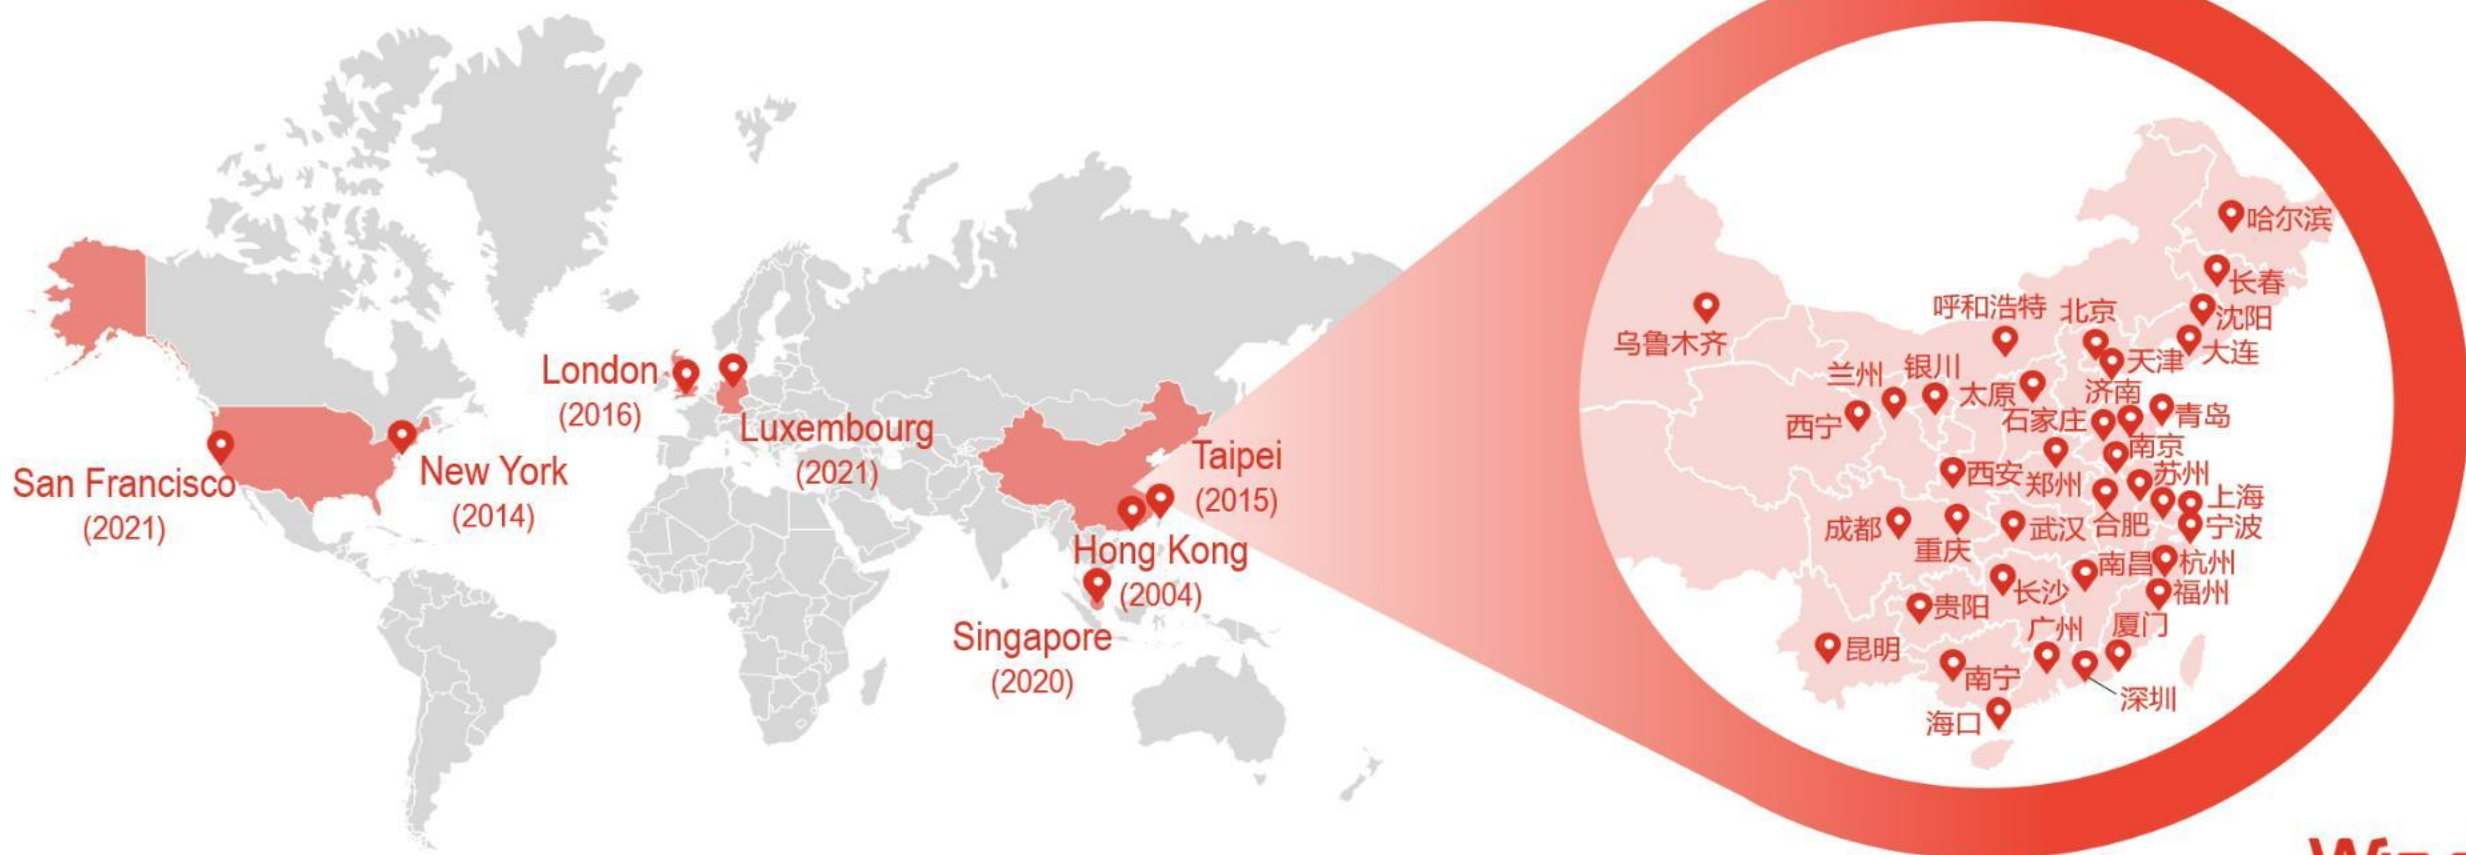 San Francisco
(2021)
New York
(2014)
London
(2016)
Luxembourg
(2021)
Taipei
(2015)
Hong Kong
(2004)
Singapore
(2020)
哈尔滨
长春
沈阳
大连
呼和浩特
北京
天津
乌鲁木齐
兰州
银川
太原
济南
西宁
石家庄
青岛
南京
西安
郑州
苏州
上海
成都
重庆
武汉
合肥
宁波
南昌
杭州
长沙
福州
贵阳
广州
厦门
昆明
南宁
深圳
海口